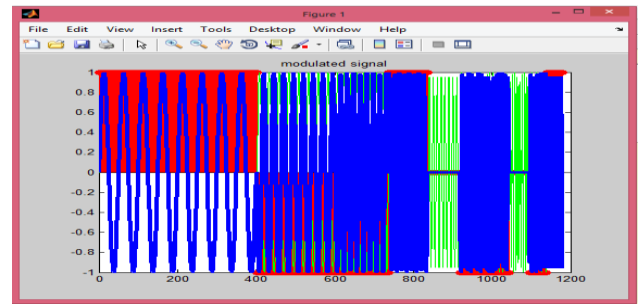 Figure 1
File Edit View Insert Tools Desktop Window Help
modulated signal
1
0.8
0.6
0.4
0.2
0
-0.2
-0.4
-0.6
-0.8
-1
0 200 400 600 800 1000 1200